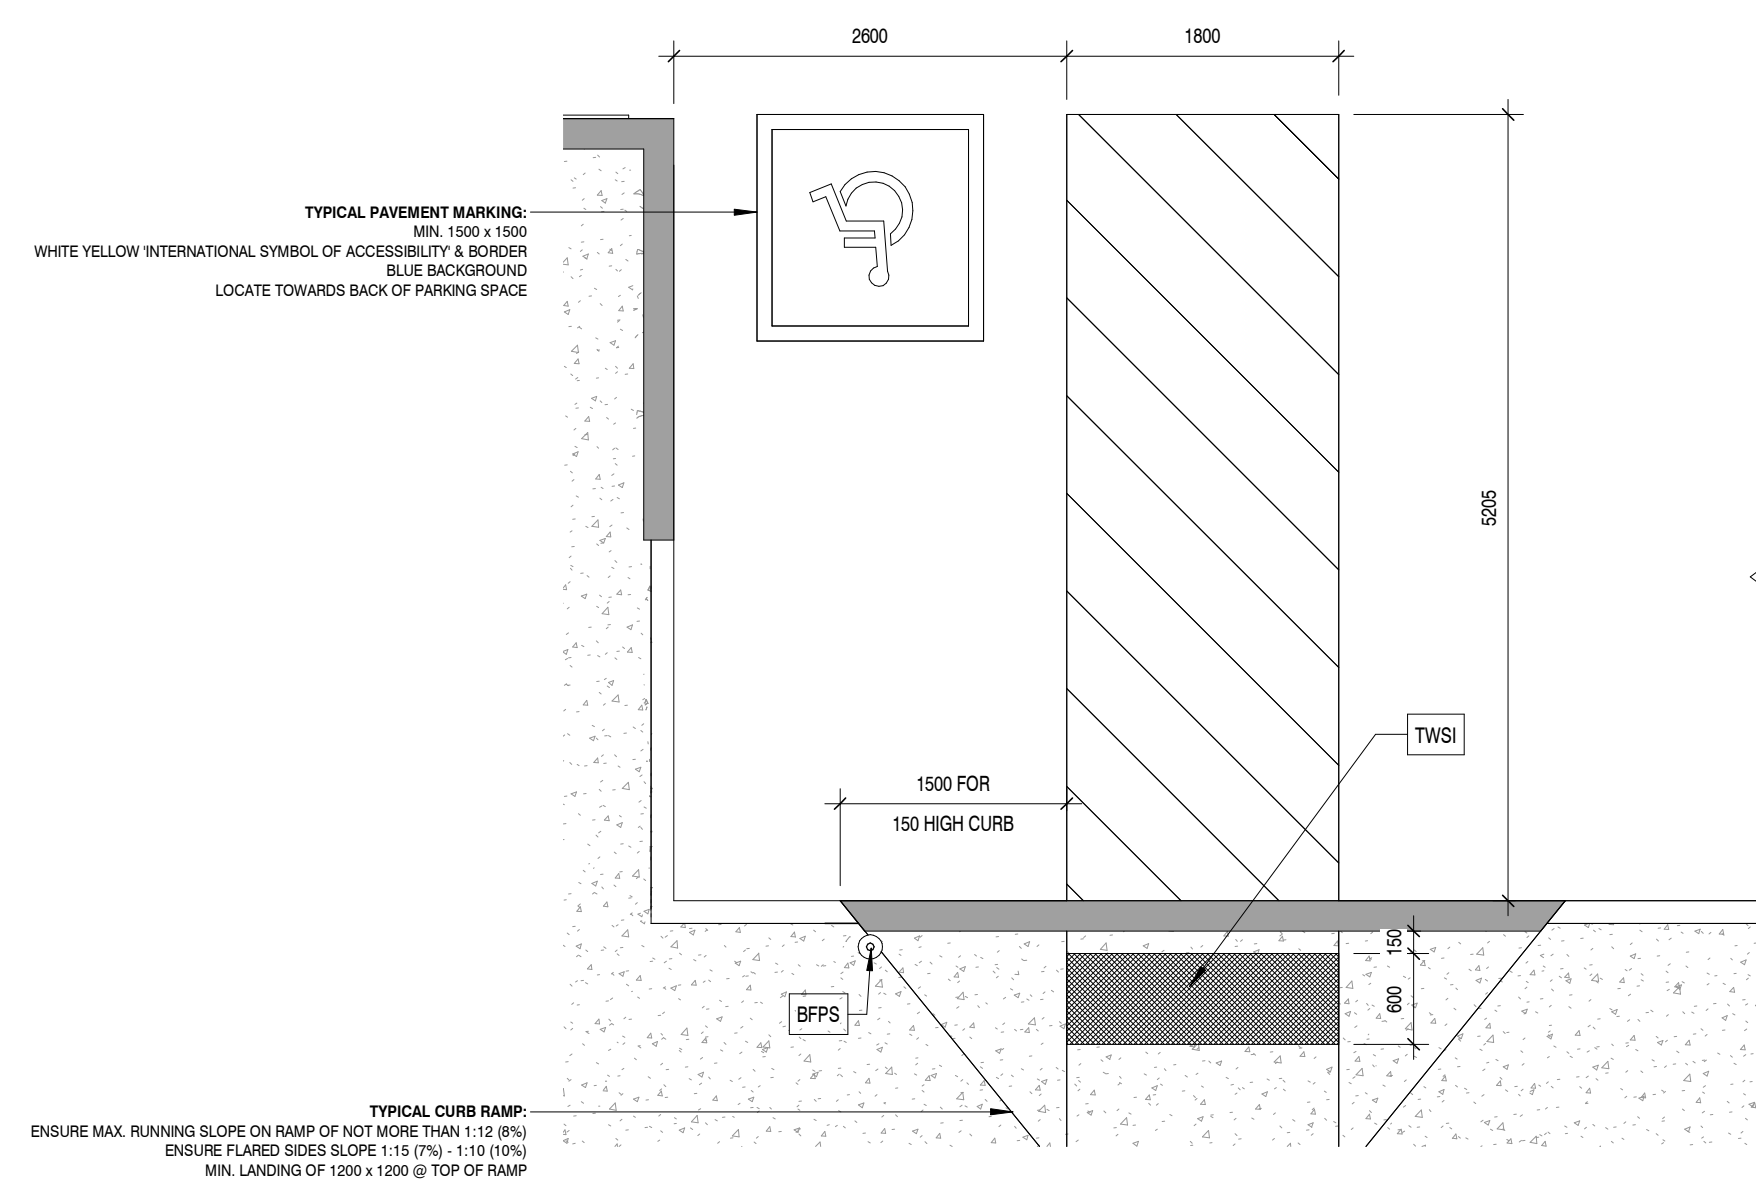 2600
1800
TYPICAL PAVEMENT MARKING:
MIN. 1500 x 1500
WHITE YELLOW 'INTERNATIONAL SYMBOL OF ACCESSIBILITY' & BORDER
BLUE BACKGROUND
LOCATE TOWARDS BACK OF PARKING SPACE
5205
TWSI
1500 FOR
150 HIGH CURB
150
600
BFPS
TYPICAL CURB RAMP:
ENSURE MAX. RUNNING SLOPE ON RAMP OF NOT MORE THAN 1:12 (8%)
ENSURE FLARED SIDES SLOPE 1:15 (7%) - 1:10 (10%)
MIN. LANDING OF 1200 x 1200 @ TOP OF RAMP